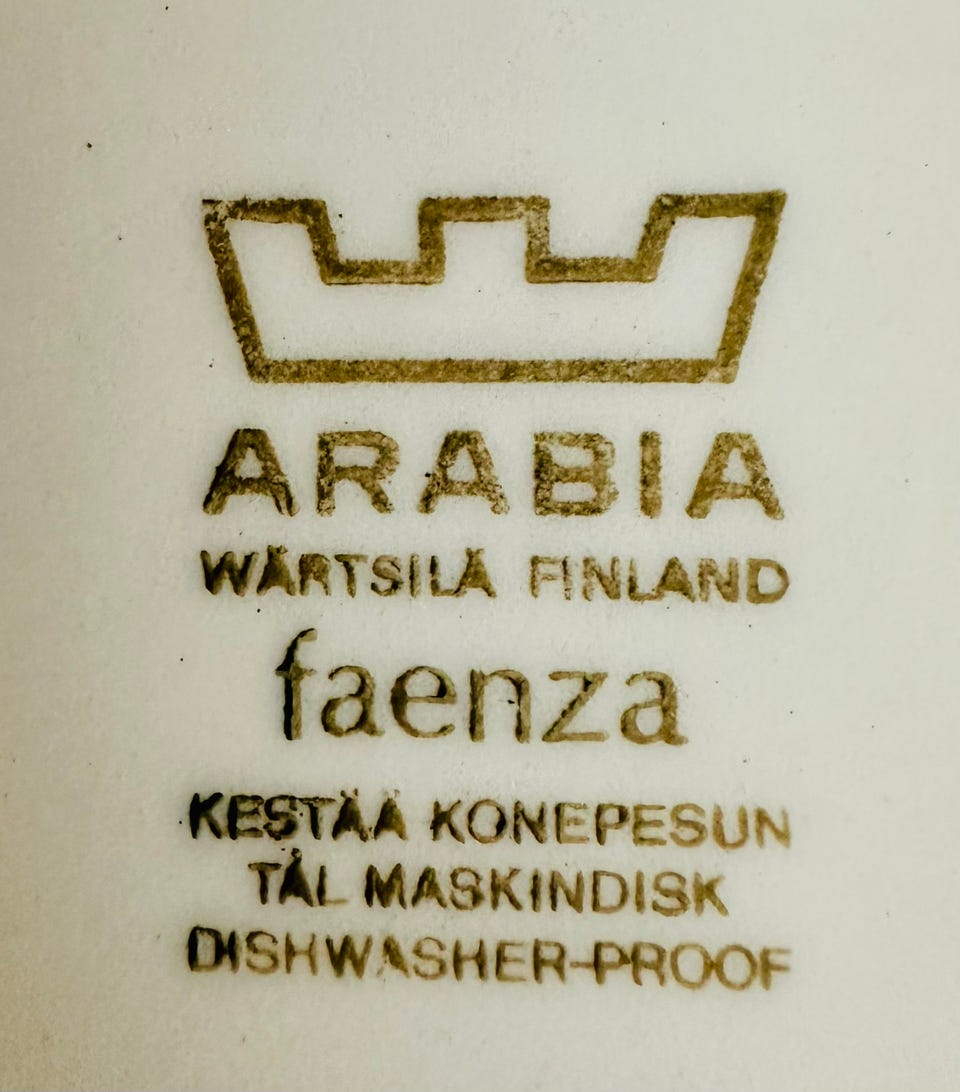 ARABIA
WÄRTSILÄ FINLAND
faenza
KESTÄÄ KONEPESUN
TÅL MASKINDISK
DISHWASHER-PROOF